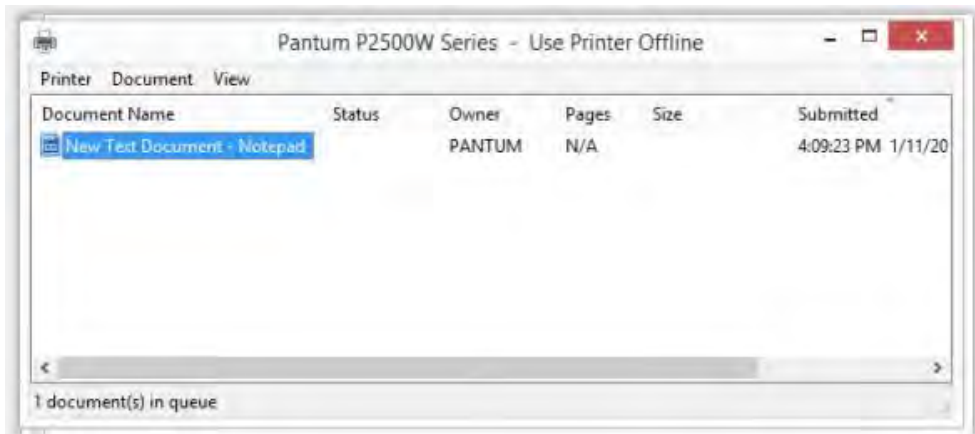 Pantum P2500W Series - Use Printer Offline
Printer Document View
Document Name Status Owner Pages Size Submitted
New Text Document - Notepad PANTUM N/A 4:09:23 PM 1/11/20
1 document(s) in queue